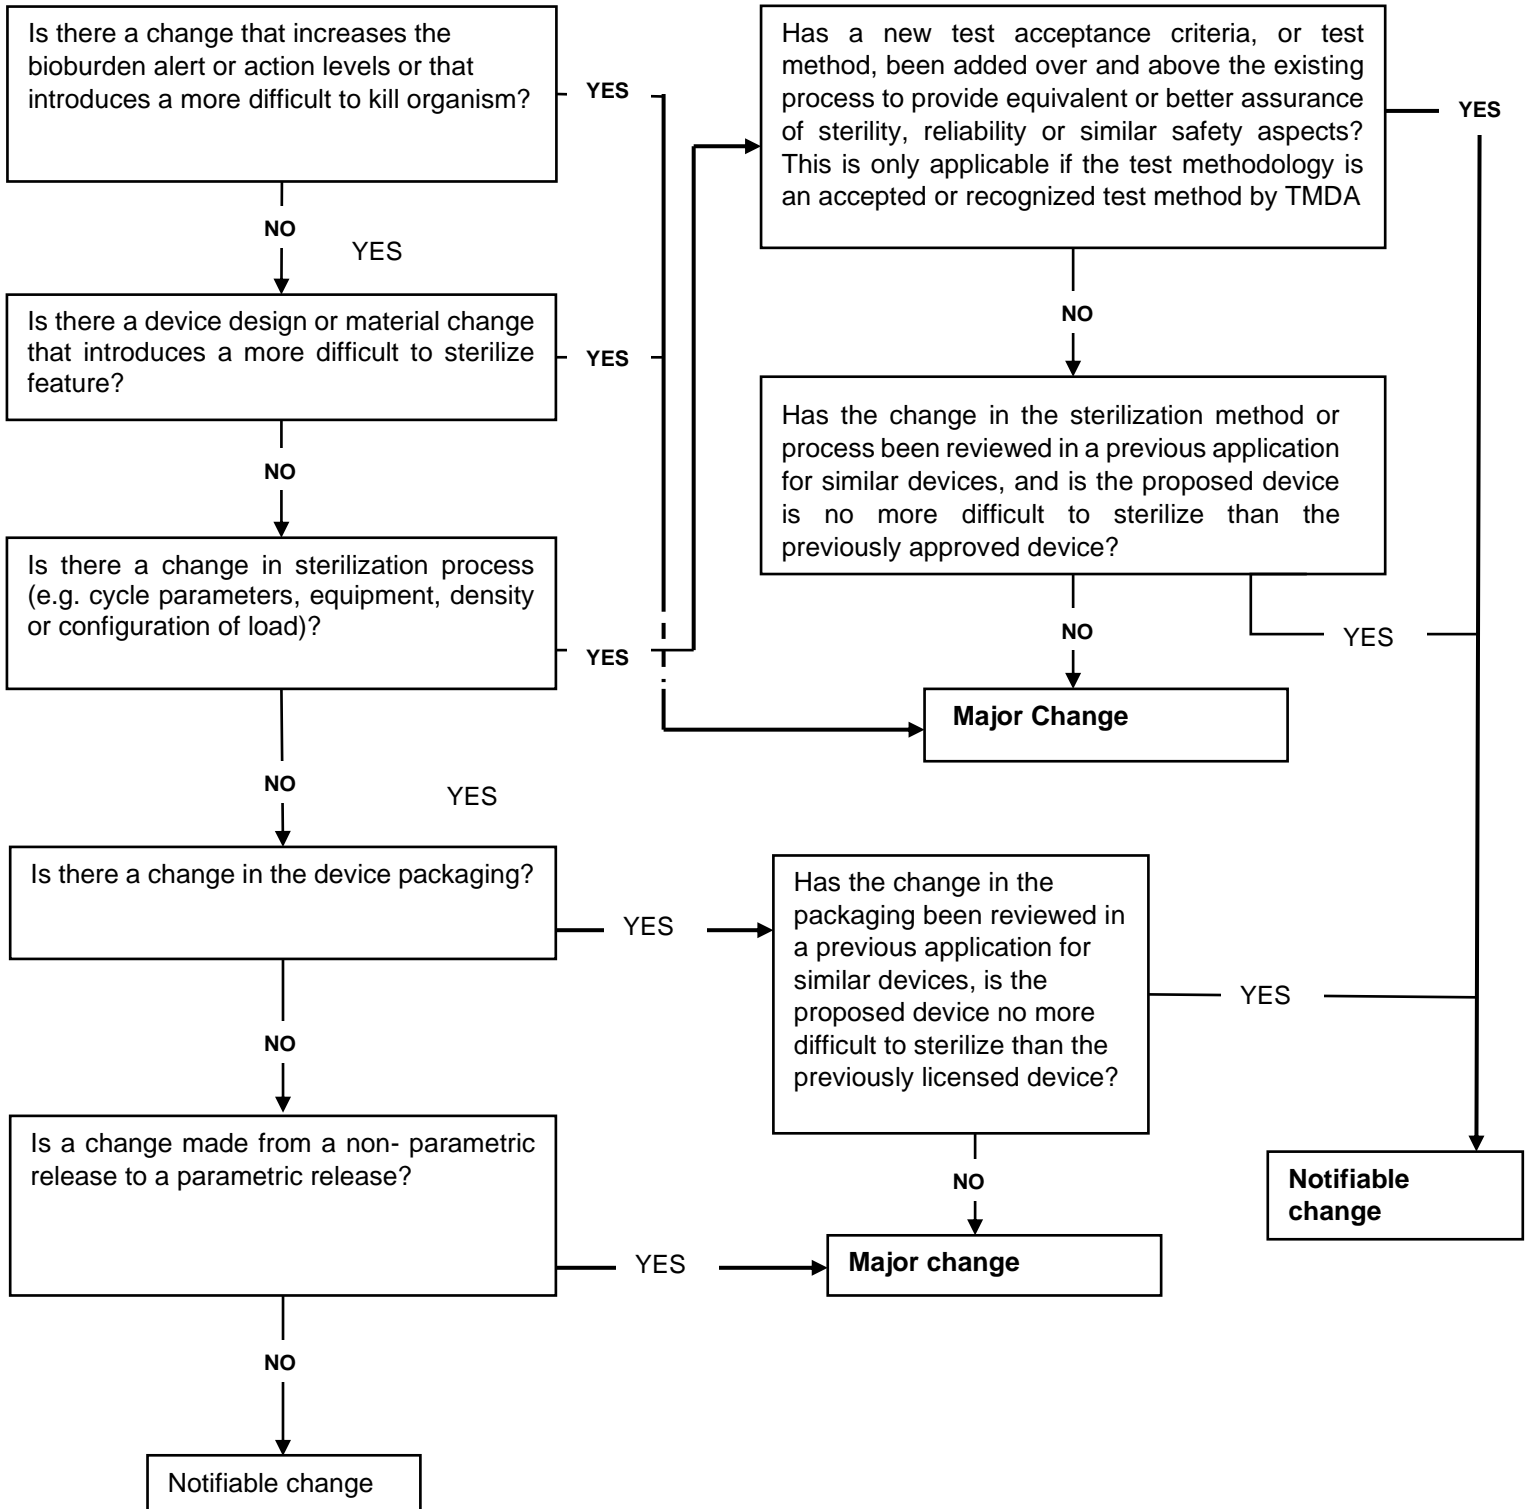 Is there a change that increases the
bioburden alert or action levels or that
introduces a more difficult to kill organism?
YES
NO
YES
Is there a device design or material change
that introduces a more difficult to sterilize
feature?
YES
NO
Is there a change in sterilization process
(e.g. cycle parameters, equipment, density
or configuration of load)?
YES
NO
YES
Has a new test acceptance criteria, or test
method, been added over and above the existing
process to provide equivalent or better assurance
of sterility, reliability or similar safety aspects?
This is only applicable if the test methodology is
an accepted or recognized test method by TMDA
YES
NO
Has the change in the sterilization method or
process been reviewed in a previous application
for similar devices, and is the proposed device
is no more difficult to sterilize than the
previously approved device?
NO
YES
Major Change
Is there a change in the device packaging?
YES
NO
Has the change in the
packaging been reviewed in
a previous application for
similar devices, is the
proposed device no more
difficult to sterilize than the
previously licensed device?
YES
NO
Is a change made from a non- parametric
release to a parametric release?
YES
NO
Major change
Notifiable
change
Notifiable change